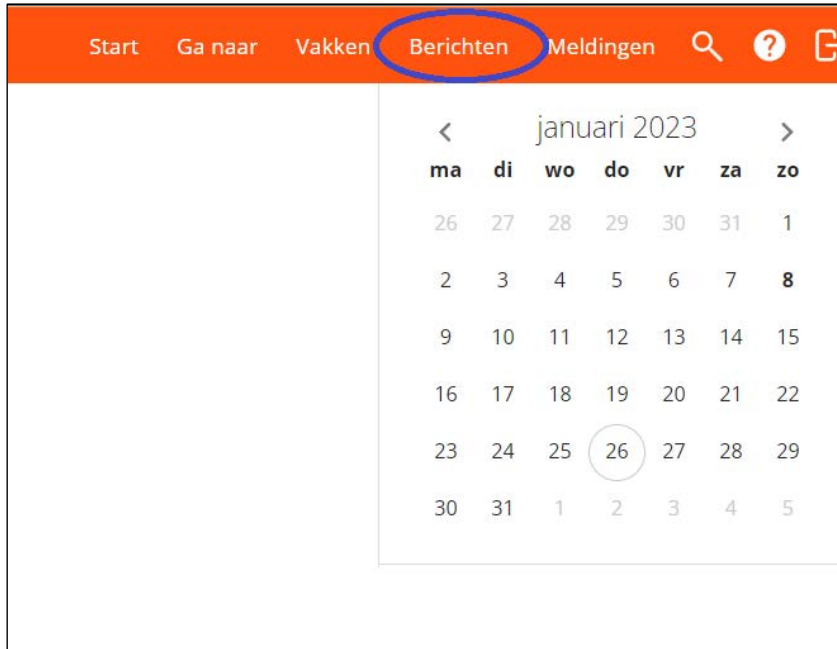 Start Ga naar Vakken Berichten Meldingen ?
januari 2023
ma di wo do vr za zo
26 27 28 29 30 31 1
2 3 4 5 6 7 8
9 10 11 12 13 14 15
16 17 18 19 20 21 22
23 24 25 26 27 28 29
30 31 1 2 3 4 5